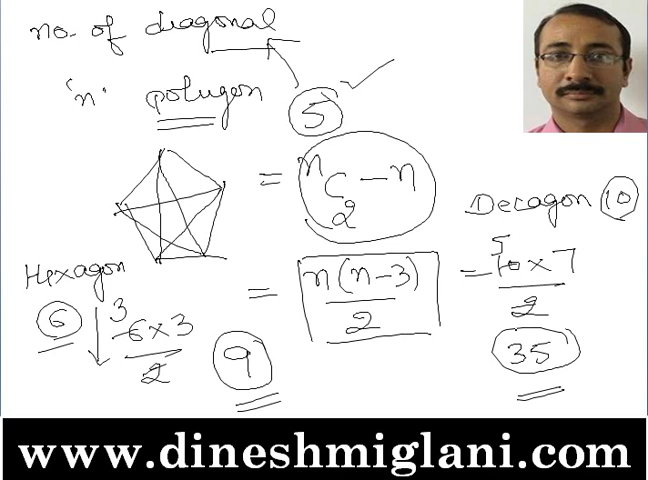 no. of diagonal
'n' polygon 5 ✓
= nC2 - n
= n(n-3)/2
Hexagon
6 ↓ 6×3/2 3
9
Decagon 10
= 10×7/2 5
35
www.dineshmiglani.com